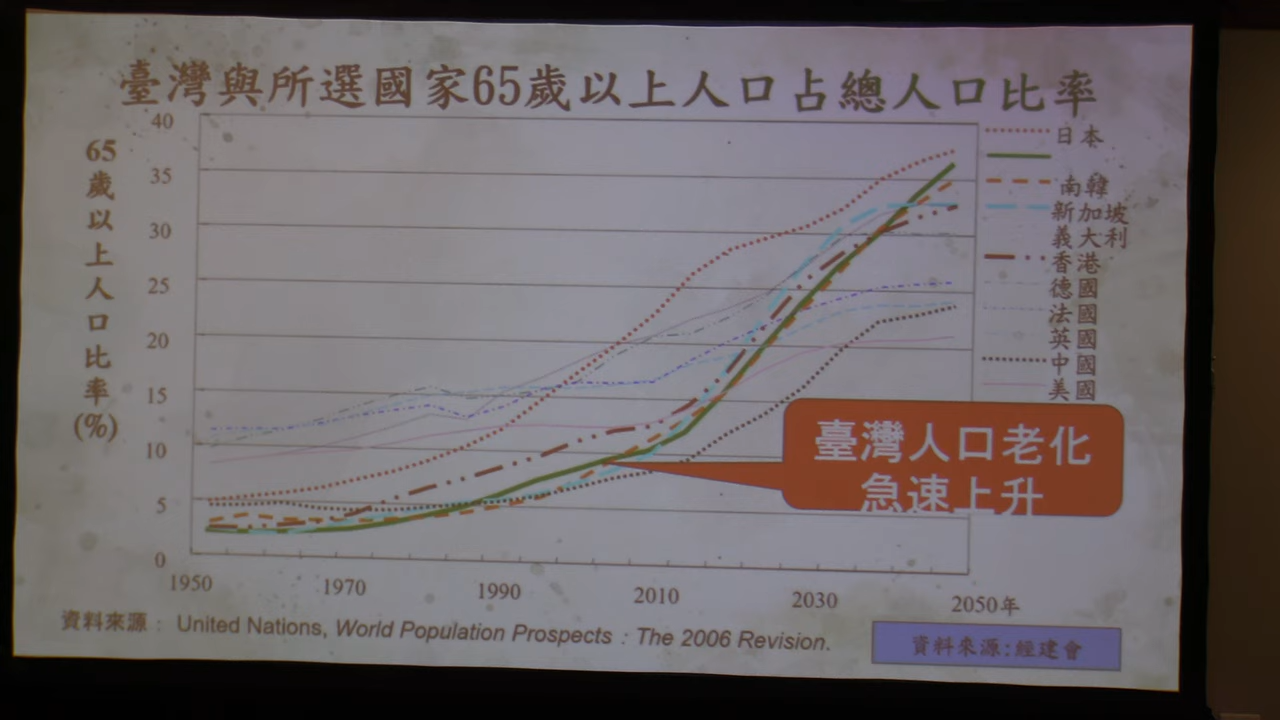 臺灣與所選國家65歲以上人口占總人口比率
65歲以上人口比率(%)
40
35
30
25
20
15
10
5
0
1950
1970
1990
2010
2030
2050年
日本
南韓
新加坡
義大利
香港
德國
法國
英國
中國
美國
臺灣人口老化
急速上升
資料來源：United Nations, World Population Prospects：The 2006 Revision.
資料來源:經建會